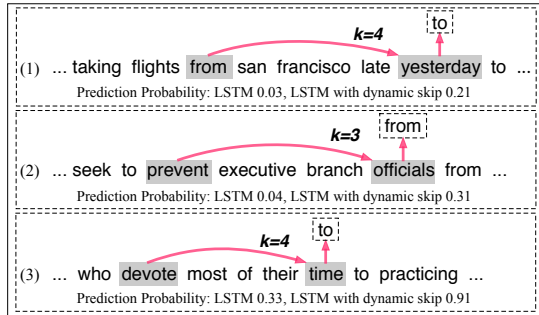 to
k=4
(1) ... taking flights from san francisco late yesterday to ...
Prediction Probability: LSTM 0.03, LSTM with dynamic skip 0.21
from
k=3
(2) ... seek to prevent executive branch officials from ...
Prediction Probability: LSTM 0.04, LSTM with dynamic skip 0.31
to
k=4
(3) ... who devote most of their time to practicing ...
Prediction Probability: LSTM 0.33, LSTM with dynamic skip 0.91